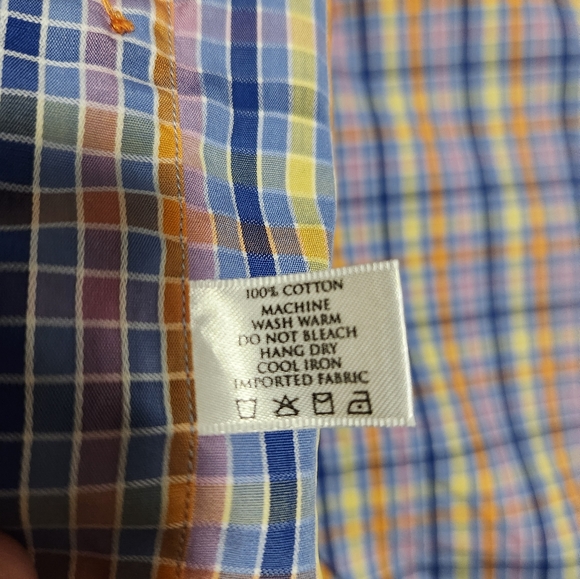 100% COTTON
MACHINE
WASH WARM
DO NOT BLEACH
HANG DRY
COOL IRON
IMPORTED FABRIC